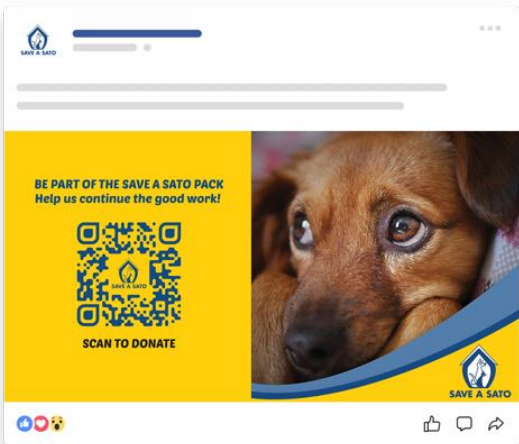 SAVE A SATO
BE PART OF THE SAVE A SATO PACK
Help us continue the good work!
SAVE A SATO
SCAN TO DONATE
SAVE A SATO